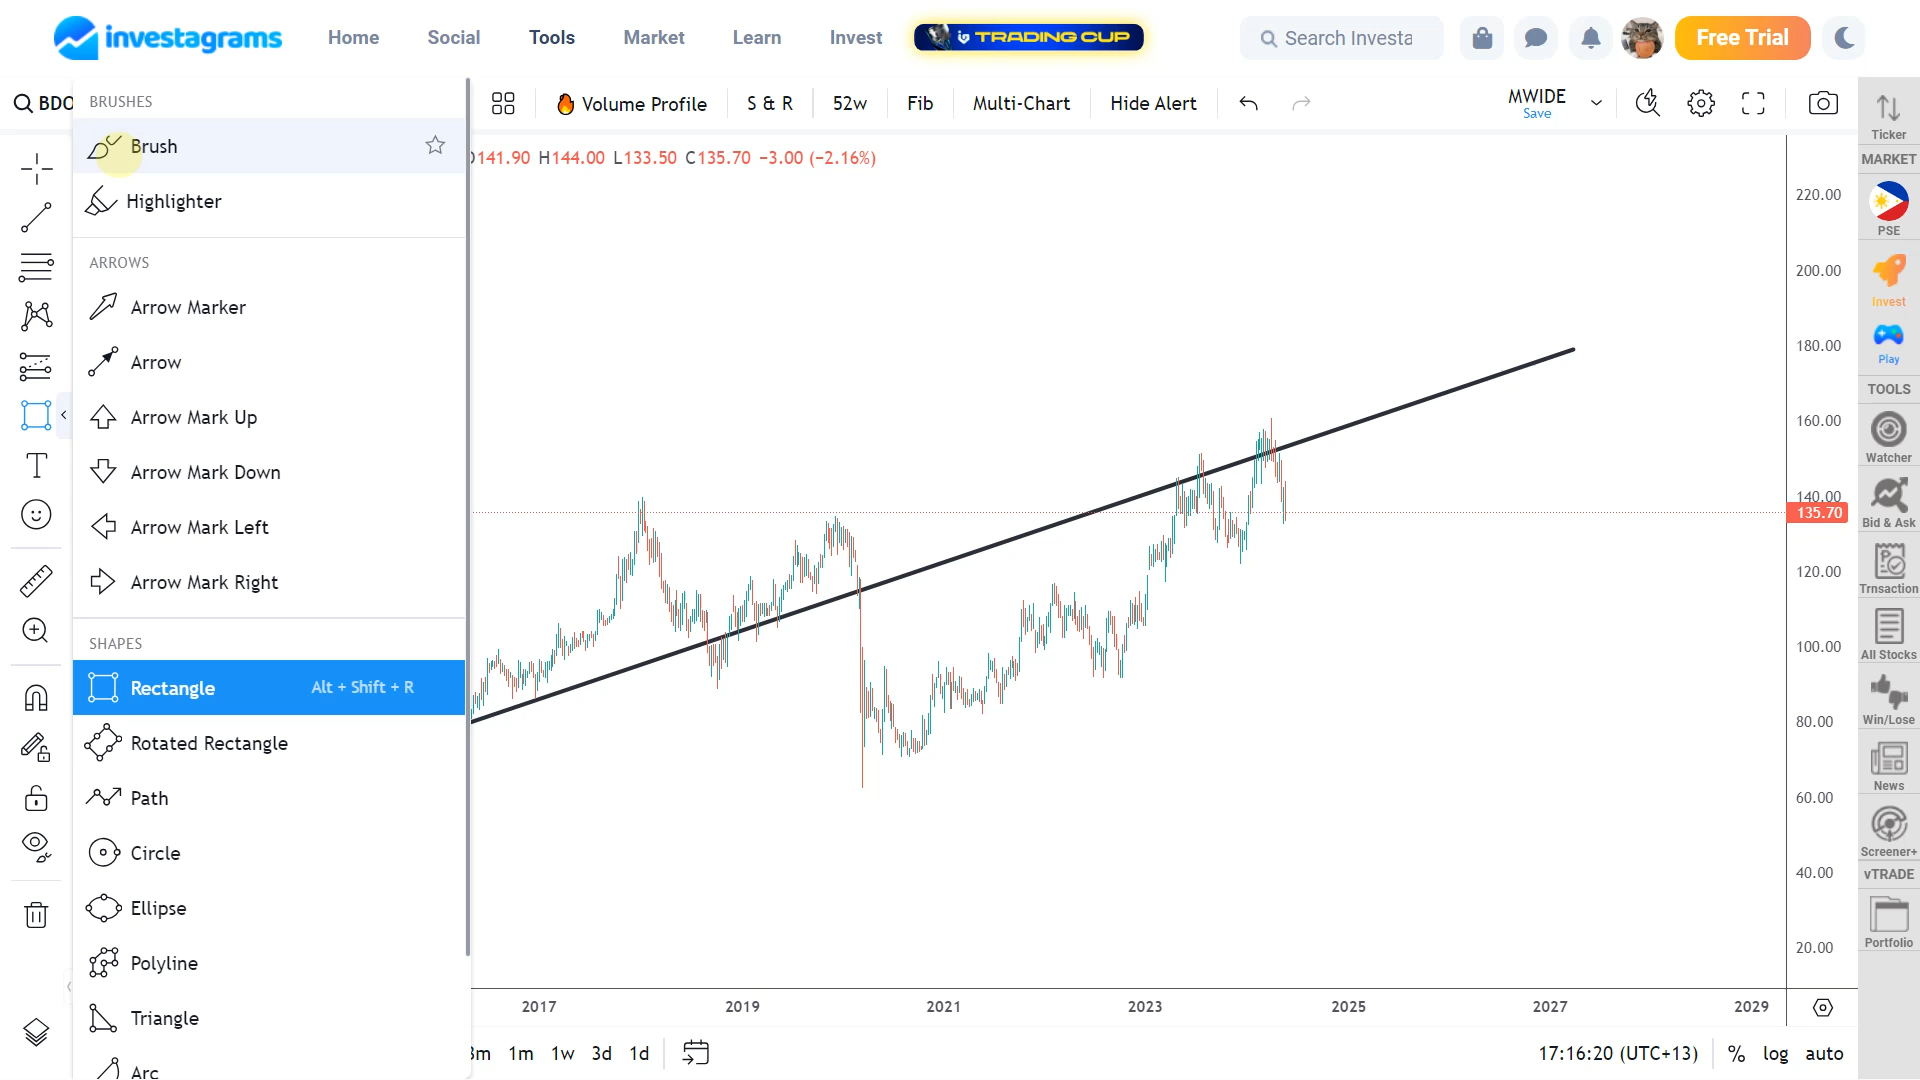 investagrams Home Social Tools Market Learn Invest TRADING CUP Search Investa Free Trial
BDO Volume Profile S & R 52w Fib Multi-Chart Hide Alert MWIDE
Save
141.90 H144.00 L133.50 C135.70 −3.00 (−2.16%)
BRUSHES
Brush
Highlighter
ARROWS
Arrow Marker
Arrow
Arrow Mark Up
Arrow Mark Down
Arrow Mark Left
Arrow Mark Right
SHAPES
Rectangle Alt + Shift + R
Rotated Rectangle
Path
Circle
Ellipse
Polyline
Triangle
Arc
220.00
200.00
180.00
160.00
140.00
135.70
120.00
100.00
80.00
60.00
40.00
20.00
2017 2019 2021 2023 2025 2027 2029
3m 1m 1w 3d 1d 17:16:20 (UTC+13) % log auto
Ticker
MARKET
PSE
Invest
Play
TOOLS
Watcher
Bid & Ask
Trnsaction
All Stocks
Win/Lose
News
Screener+
vTRADE
Portfolio